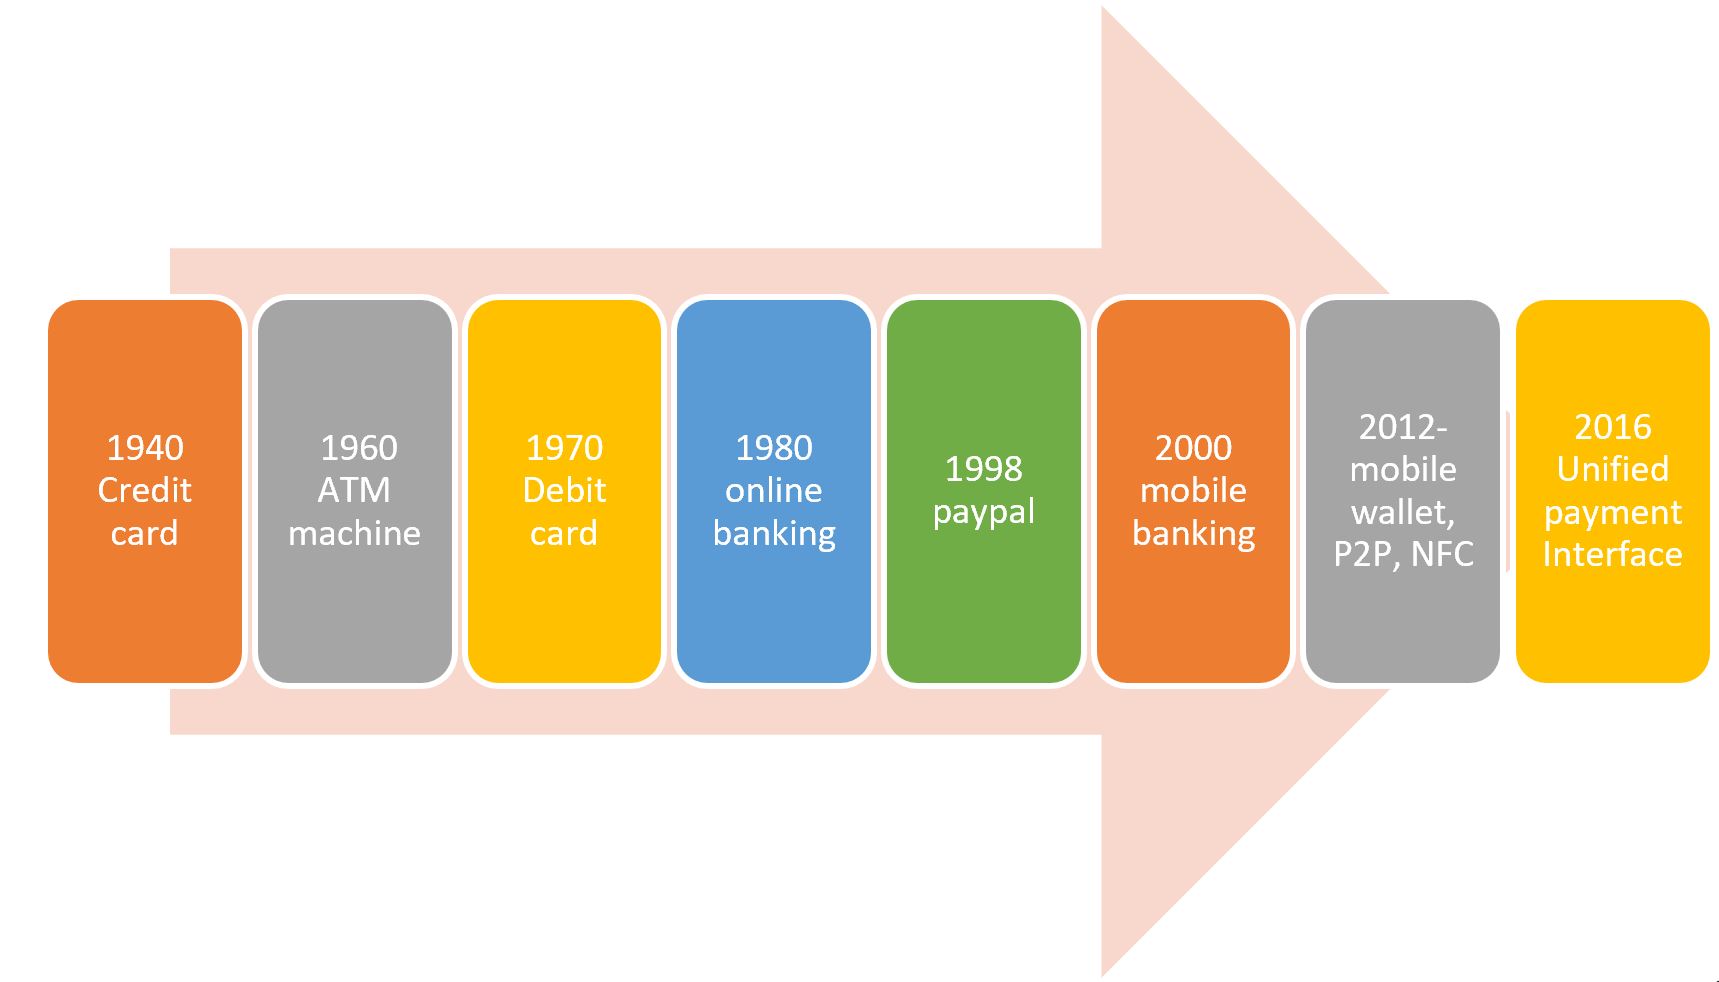 1940
Credit
card
1960
ATM
machine
1970
Debit
card
1980
online
banking
1998
paypal
2000
mobile
banking
2012-
mobile
wallet,
P2P, NFC
2016
Unified
payment
Interface